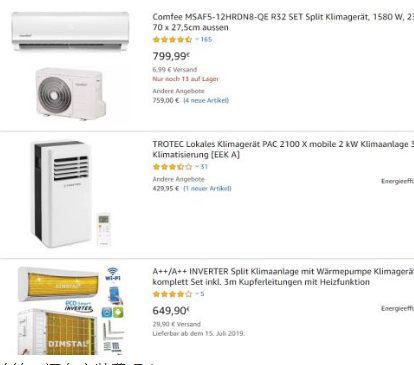 Comfee MSAF5-12HRDN8-QE R32 SET Split Klimagerät, 1580 W,
70 x 27,5cm aussen
165
799,99€
6,99 € Versand
Nur noch 13 auf Lager
Andere Angebote
759,00 € (4 neue Artikel)
TROTEC Lokales Klimagerät PAC 2100 X mobile 2 kW Klimaanlage
Klimatisierung [EEK A]
31
Andere Angebote
429,95 € (1 neuer Artikel)
Energieeff
A++/A++ INVERTER Split Klimaanlage mit Wärmepumpe Klimagerä
komplett Set inkl. 3m Kupferleitungen mit Heizfunktion
5
649,90€
29,90 € Versand
Lieferbar ab dem 15. Juli 2019.
Energieeff
Wi-Fi
DIMSTAL
INVERTER
DIMSTAL